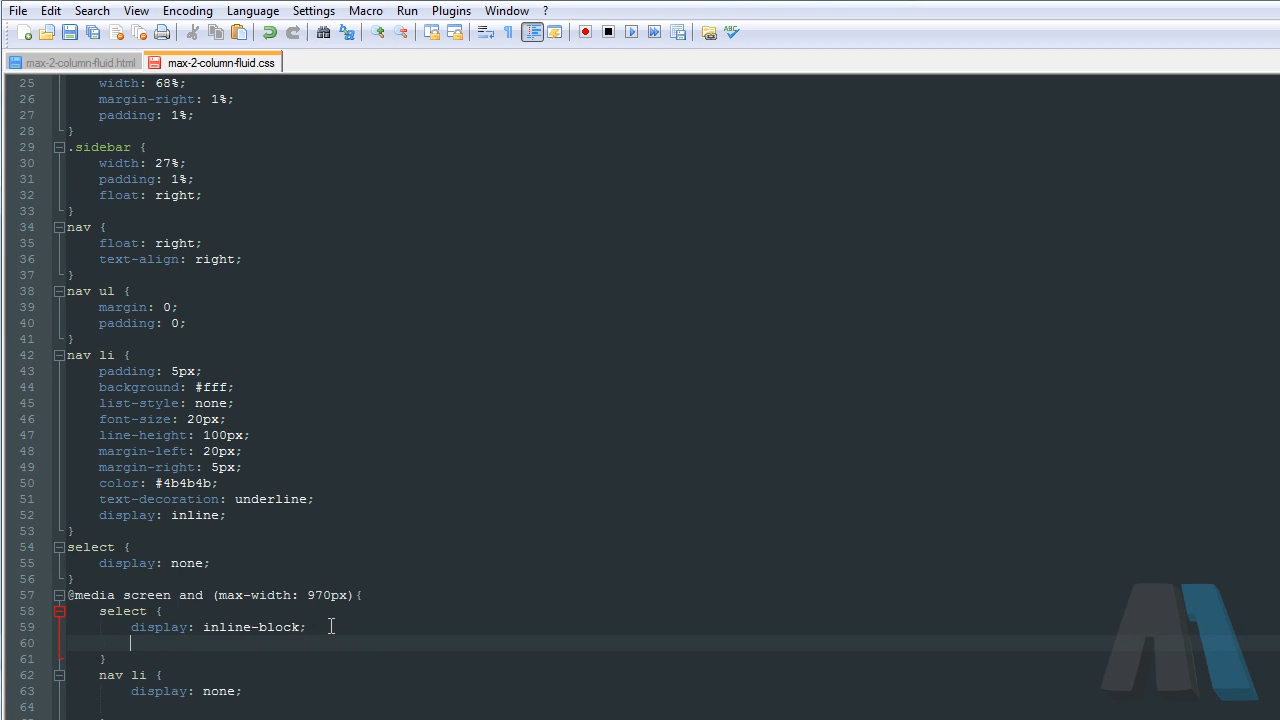 File Edit Search View Encoding Language Settings Macro Run Plugins Window ?
max-2-column-fluid.html max-2-column-fluid.css
25 width: 68%;
26 margin-right: 1%;
27 padding: 1%;
28 }
29 .sidebar {
30 width: 27%;
31 padding: 1%;
32 float: right;
33 }
34 nav {
35 float: right;
36 text-align: right;
37 }
38 nav ul {
39 margin: 0;
40 padding: 0;
41 }
42 nav li {
43 padding: 5px;
44 background: #fff;
45 list-style: none;
46 font-size: 20px;
47 line-height: 100px;
48 margin-left: 20px;
49 margin-right: 5px;
50 color: #4b4b4b;
51 text-decoration: underline;
52 display: inline;
53 }
54 select {
55 display: none;
56 }
57 @media screen and (max-width: 970px){
58 select {
59 display: inline-block;
60
61 }
62 nav li {
63 display: none;
64